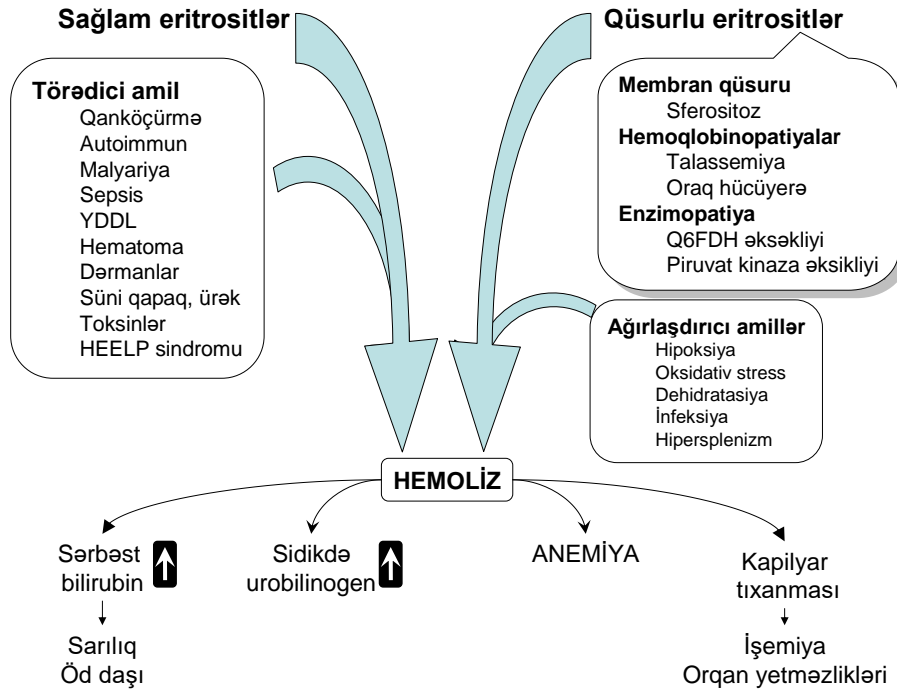 Sağlam eritrositlər
Qüsurlu eritrositlər
Törədici amil
Qanköçürmə
Autoimmun
Malyariya
Sepsis
YDDL
Hematoma
Dərmanlar
Süni qapaq, ürək
Toksinlər
HEELP sindromu
Membran qüsuru
Sferositoz
Hemoqlobinopatiyalar
Talassemiya
Oraq hücüyerə
Enzimopatiya
Q6FDH əksəkliyi
Piruvat kinaza əksikliyi
Ağırlaşdırıcı amillər
Hipoksiya
Oksidativ stress
Dehidratasiya
İnfeksiya
Hipersplenizm
HEMOLİZ
Sərbəst
bilirubin
Sidikdə
urobilinogen
ANEMİYA
Kapilyar
tıxanması
Sarılıq
Öd daşı
İşemiya
Orqan yetməzlikləri